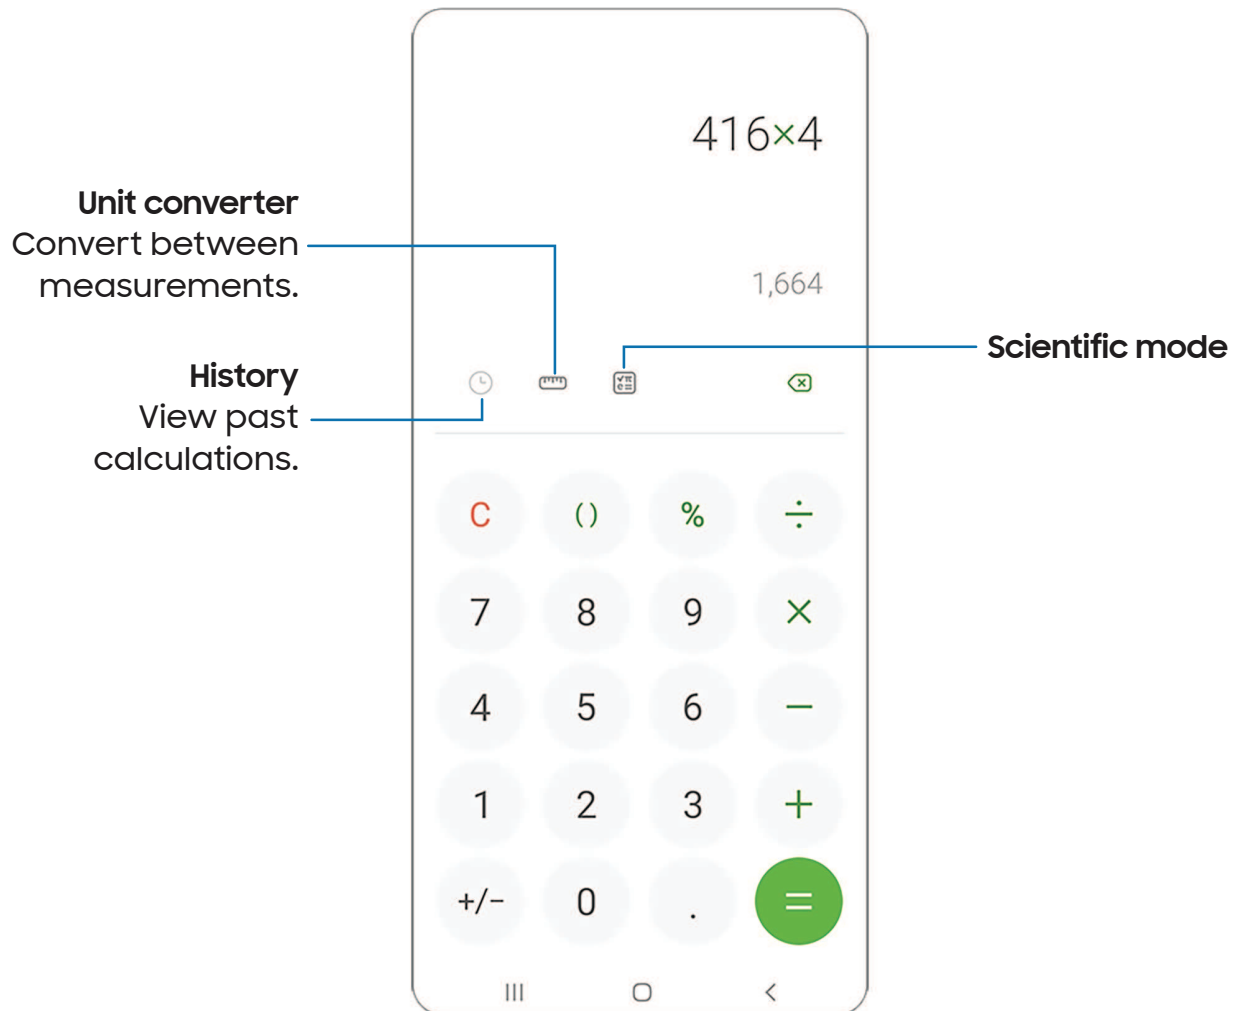 416×4
Unit converter
Convert between
measurements.
1,664
Scientific mode
History
View past
calculations.
C () % ÷
7 8 9 ×
4 5 6 −
1 2 3 +
+/− 0 . =